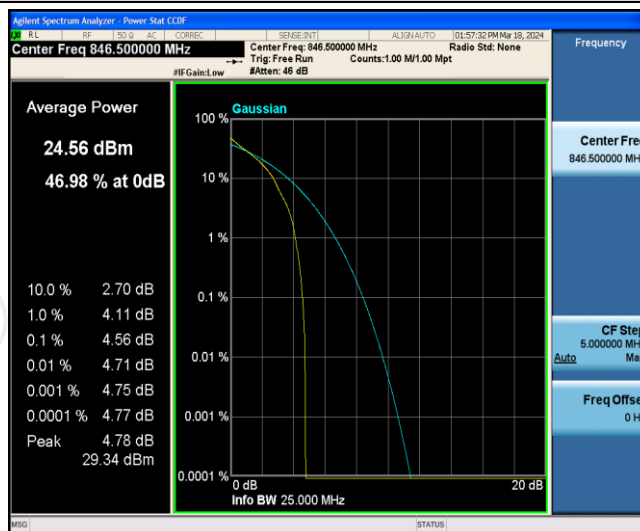 Agilent Spectrum Analyzer - Power Stat CCDF
RL RF 50 Ω AC CORREC SENSE:INT ALIGN AUTO 01:57:32 PM Mar 18, 2024
Center Freq 846.500000 MHz
Center Freq: 846.500000 MHz Radio Std: None
Trig: Free Run Counts:1.00 M/1.00 Mpt
#IFGain:Low #Atten: 46 dB
Frequency
Average Power
24.56 dBm
46.98 % at 0dB
10.0 % 2.70 dB
1.0 % 4.11 dB
0.1 % 4.56 dB
0.01 % 4.71 dB
0.001 % 4.75 dB
0.0001 % 4.77 dB
Peak 4.78 dB
29.34 dBm
Gaussian
100 %
10 %
1 %
0.1 %
0.01 %
0.001 %
0.0001 %
0 dB 20 dB
Info BW 25.000 MHz
Center Fre
846.500000 MH
CF Step
5.000000 MH
Auto Ma
Freq Offse
0 H
MSG STATUS